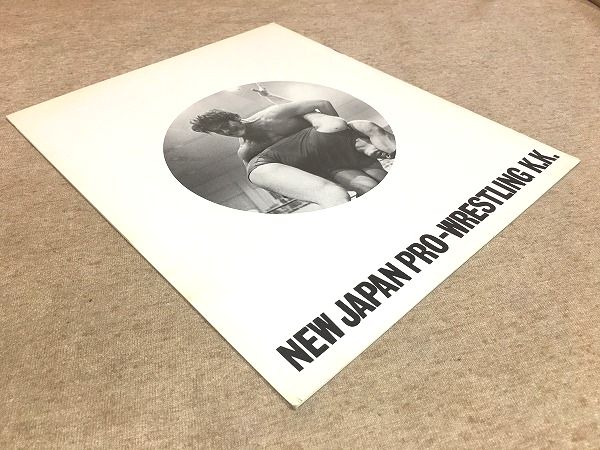 NEW JAPAN PRO-WRESTLING K.K.